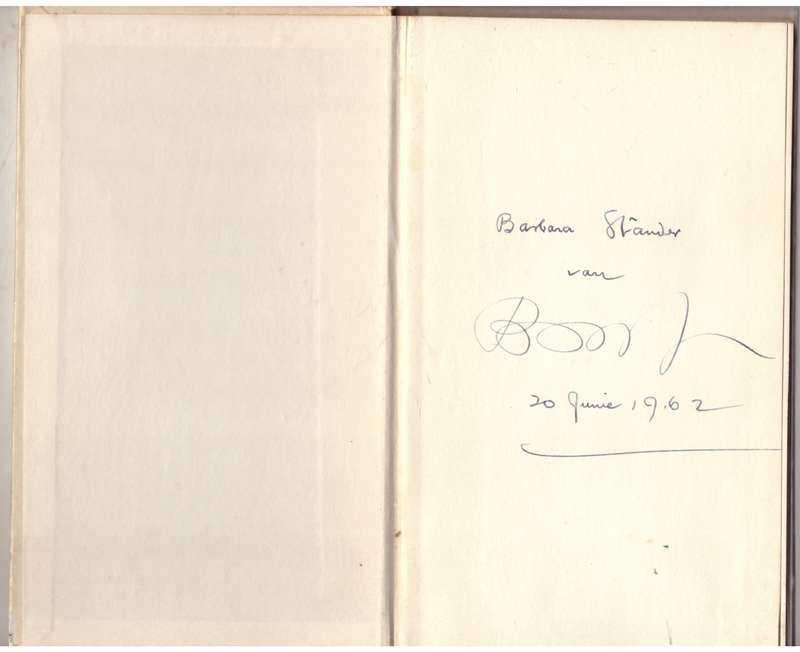 Barbara Stander
van
20 Junie 1962